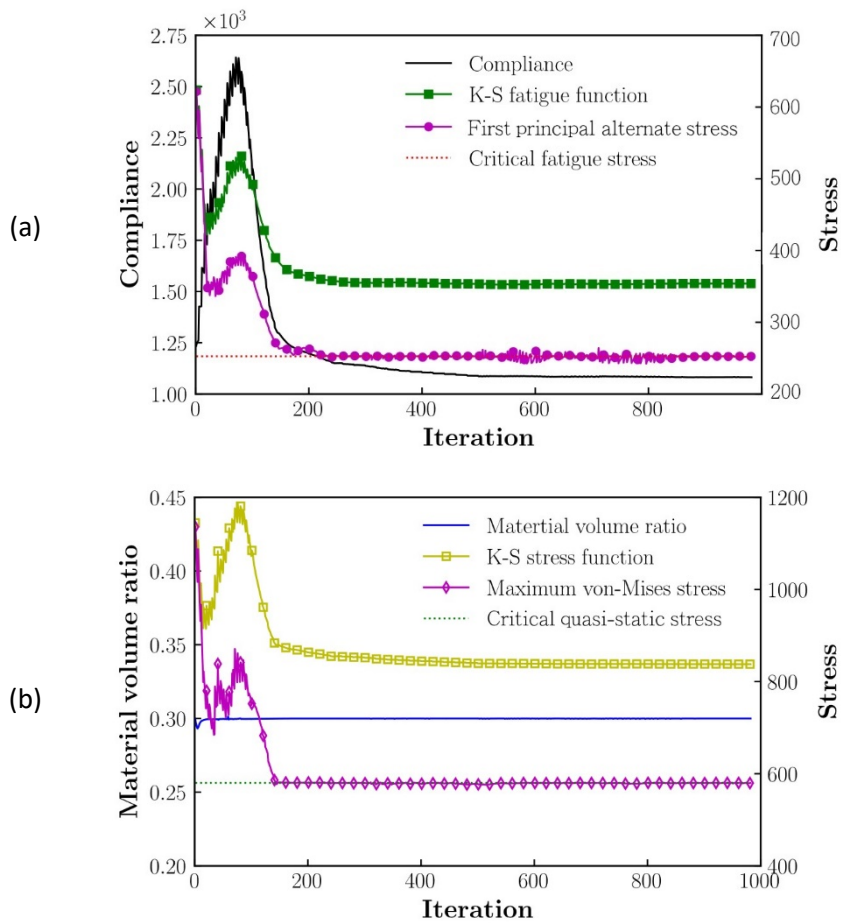 ×10³
(a)
Compliance
2.75
2.50
2.25
2.00
1.75
1.50
1.25
1.00
Compliance
K-S fatigue function
First principal alternate stress
Critical fatigue stress
700
600
500
400
300
200
Stress
0 200 400 600 800
Iteration
(b)
Material volume ratio
0.45
0.40
0.35
0.30
0.25
0.20
Matertial volume ratio
K-S stress function
Maximum von-Mises stress
Critical quasi-static stress
1200
1000
800
600
400
Stress
0 200 400 600 800 1000
Iteration